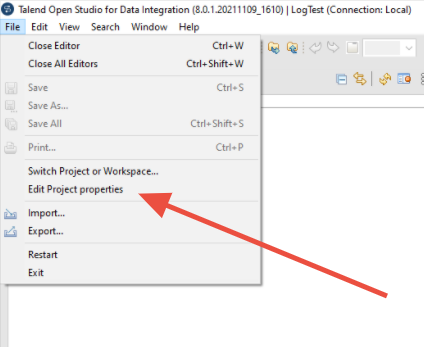 Talend Open Studio for Data Integration (8.0.1.20211109_1610) | LogTest (Connection: Local)
File Edit View Search Window Help
Close Editor Ctrl+W
Close All Editors Ctrl+Shift+W
Save Ctrl+S
Save As...
Save All Ctrl+Shift+S
Print... Ctrl+P
Switch Project or Workspace...
Edit Project properties
Import...
Export...
Restart
Exit